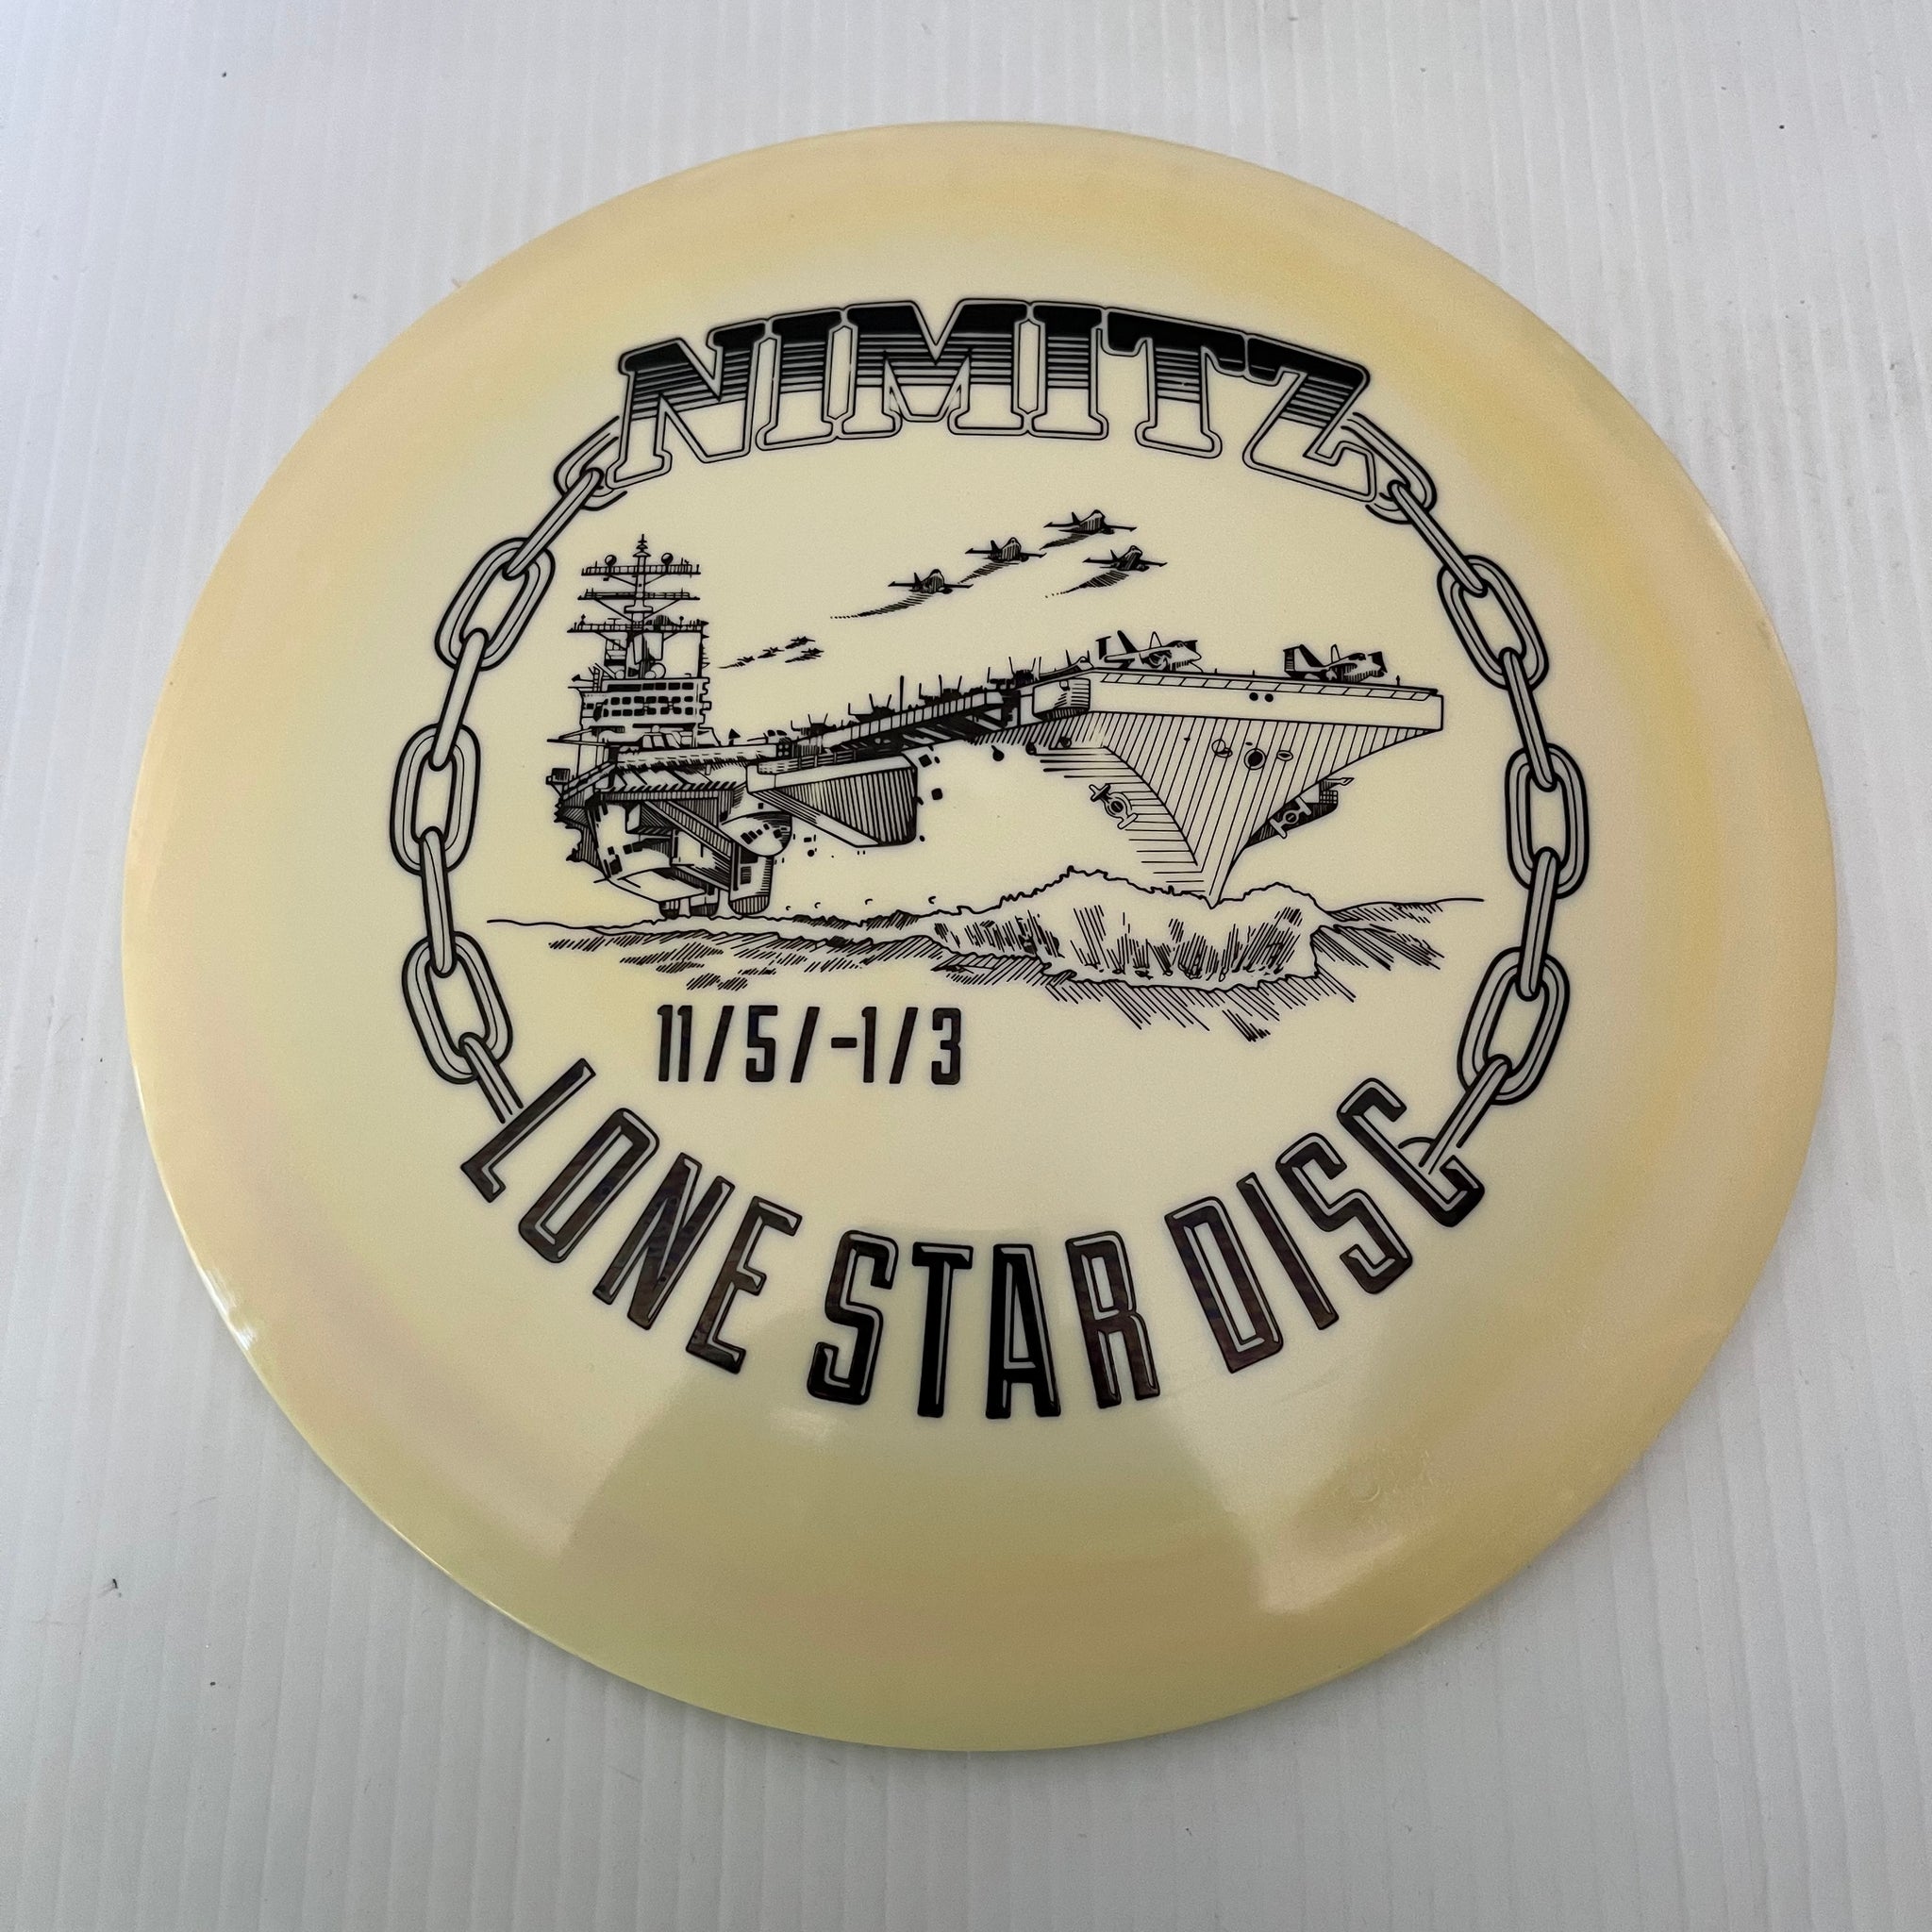 NIMITZ
11/5/-1/3
LONE STAR DISC